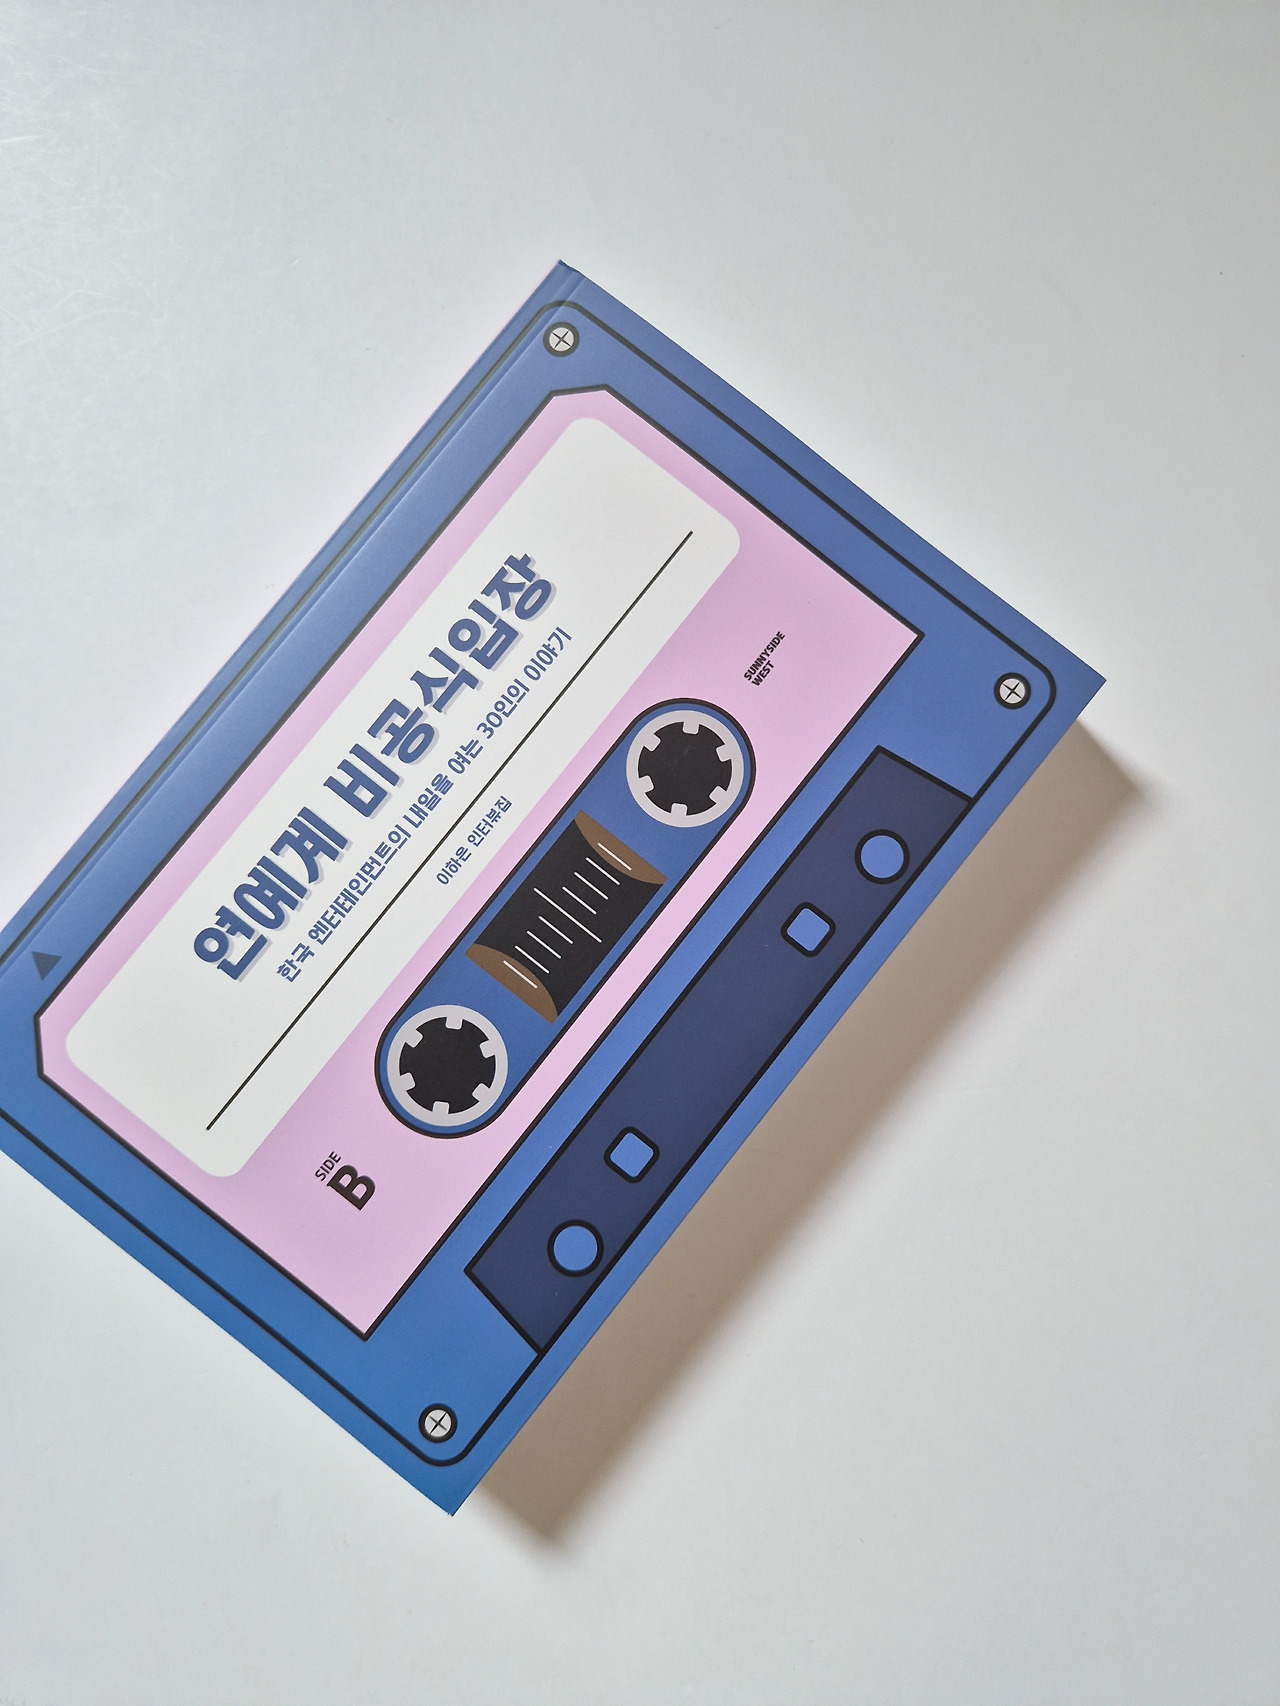 연예계 비공식입장
한국 엔터테인먼트의 내일을 여는 30인의 이야기
이하은 인터뷰집
SUNNYSIDE
WEST
SIDE
B